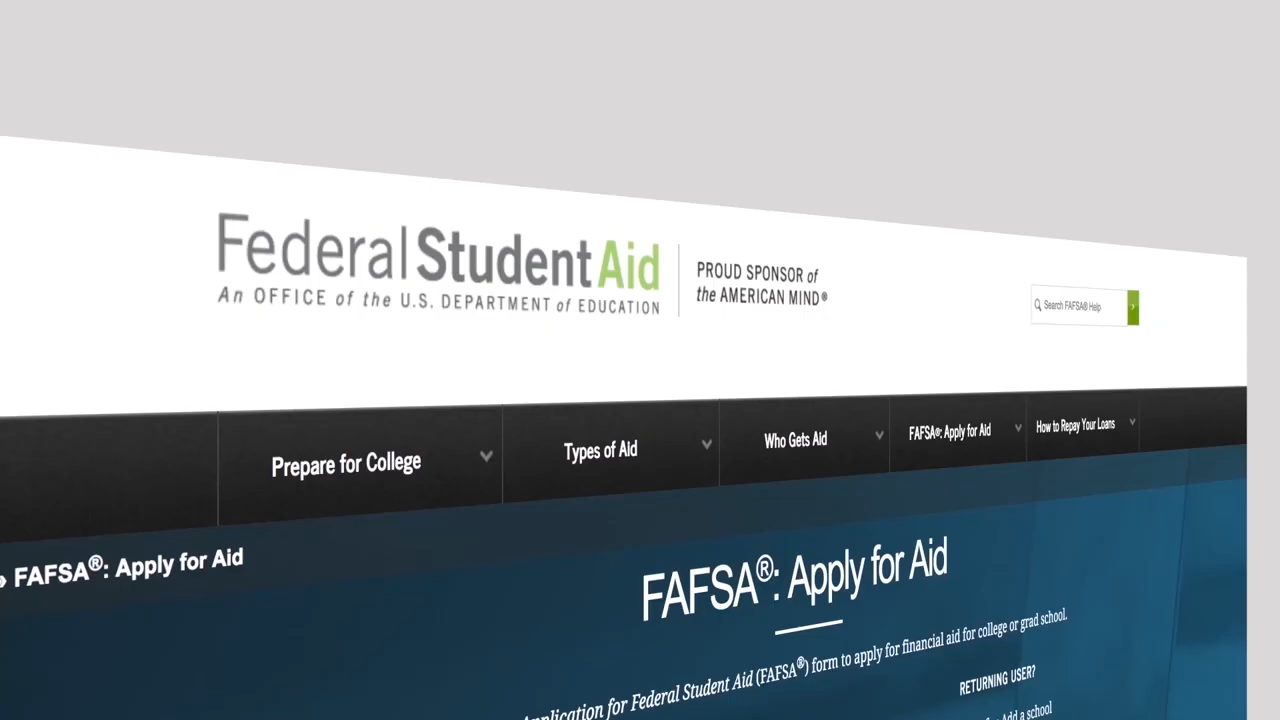 Federal Student Aid
An OFFICE of the U.S. DEPARTMENT of EDUCATION
PROUD SPONSOR of
the AMERICAN MIND®
Search FAFSA® Help
Prepare for College
Types of Aid
Who Gets Aid
FAFSA®: Apply for Aid
How to Repay Your Loans
» FAFSA®: Apply for Aid
FAFSA®: Apply for Aid
Application for Federal Student Aid (FAFSA®) form to apply for financial aid for college or grad school.
RETURNING USER?
Add a school